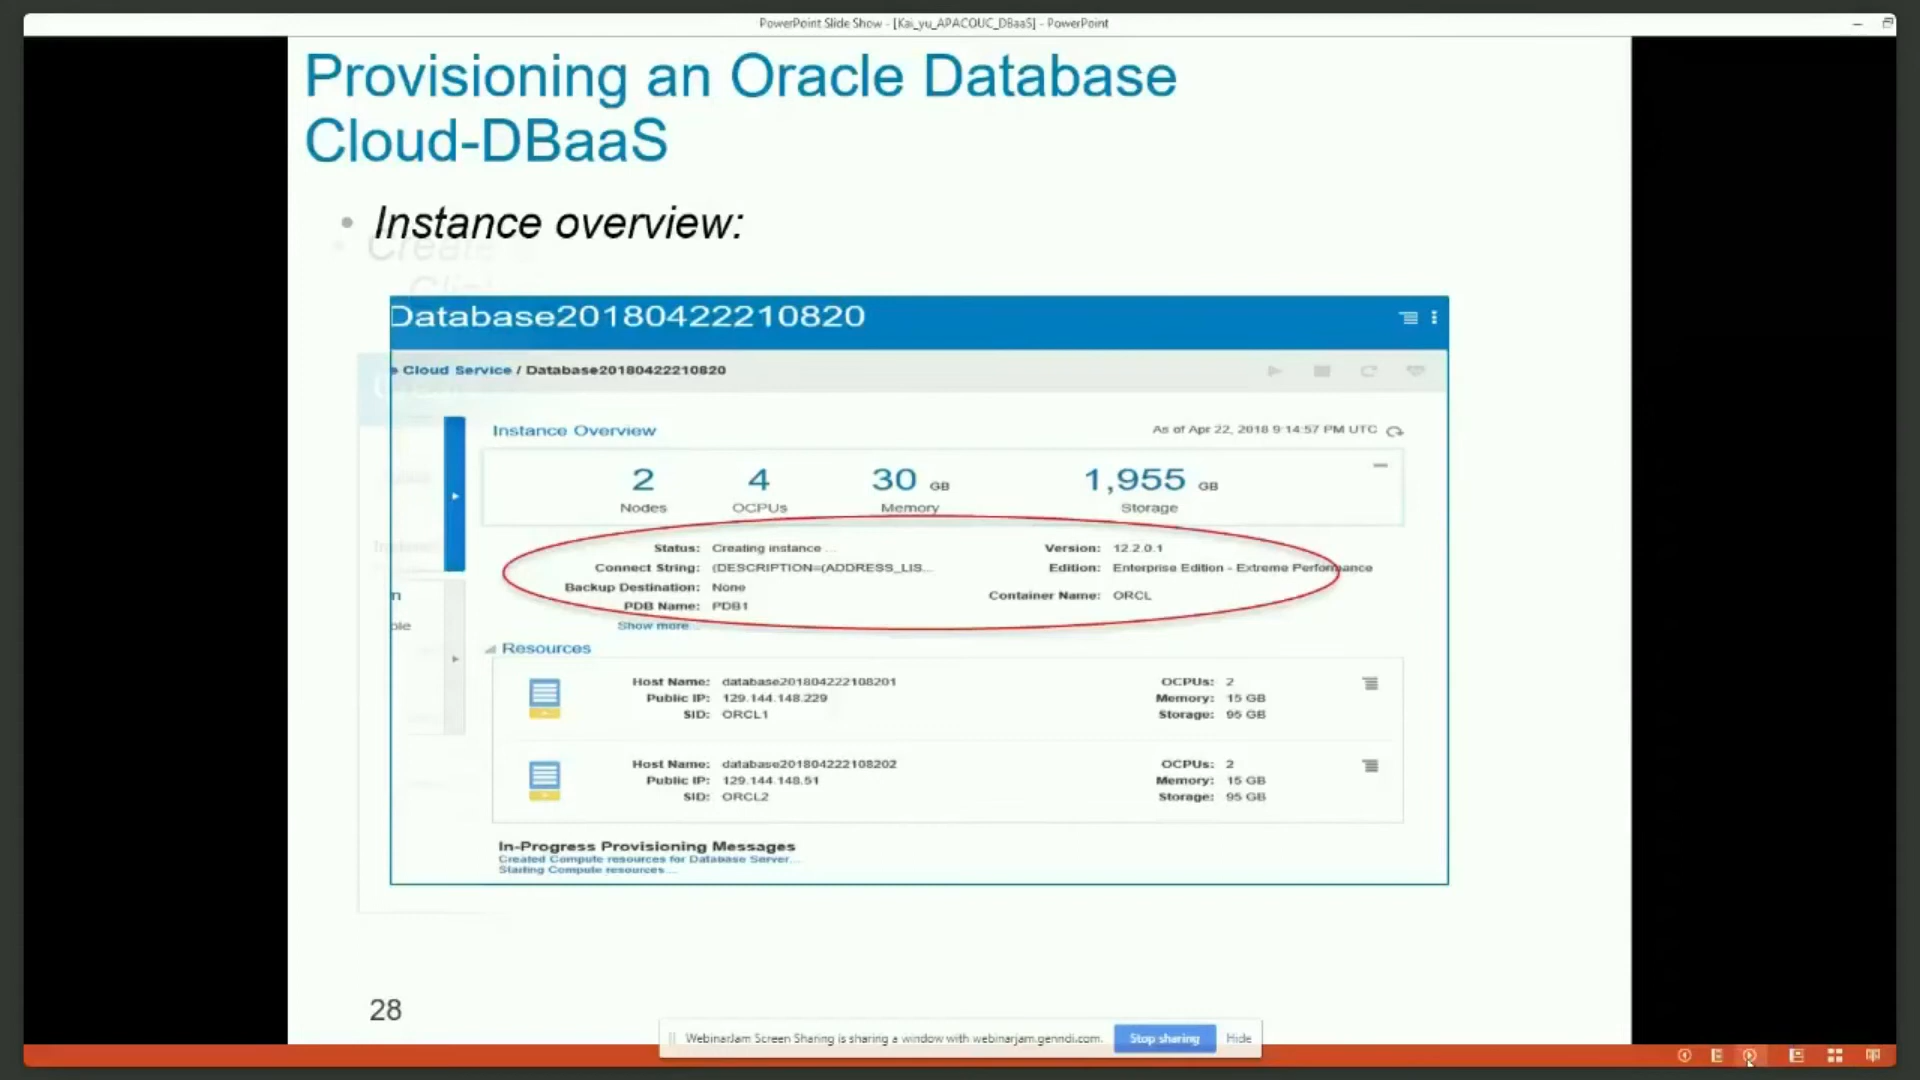 PowerPoint Slide Show - [Kai_yu_APACOUC_DBaaS] - PowerPoint
Provisioning an Oracle Database
Cloud-DBaaS
• Instance overview:
Create
Database20180422210820
e Cloud Service / Database20180422210820
Instance Overview
As of Apr 22, 2018 9:14:57 PM UTC
2 4 30 GB 1,955 GB
Nodes OCPUs Memory Storage
Status: Creating instance ... Version: 12.2.0.1
Connect String: (DESCRIPTION=(ADDRESS_LIS... Edition: Enterprise Edition - Extreme Performance
Backup Destination: None
Container Name: ORCL
PDB Name: PDB1
Show more...
n
ble
Resources
Host Name: database201804222108201 OCPUs: 2
Public IP: 129.144.148.229 Memory: 15 GB
SID: ORCL1 Storage: 95 GB
Host Name: database201804222108202 OCPUs: 2
Public IP: 129.144.148.51 Memory: 15 GB
SID: ORCL2 Storage: 95 GB
In-Progress Provisioning Messages
Created Compute resources for Database Server...
Starting Compute resources...
28
WebinarJam Screen Sharing is sharing a window with webinarjam.genndi.com. Stop sharing Hide